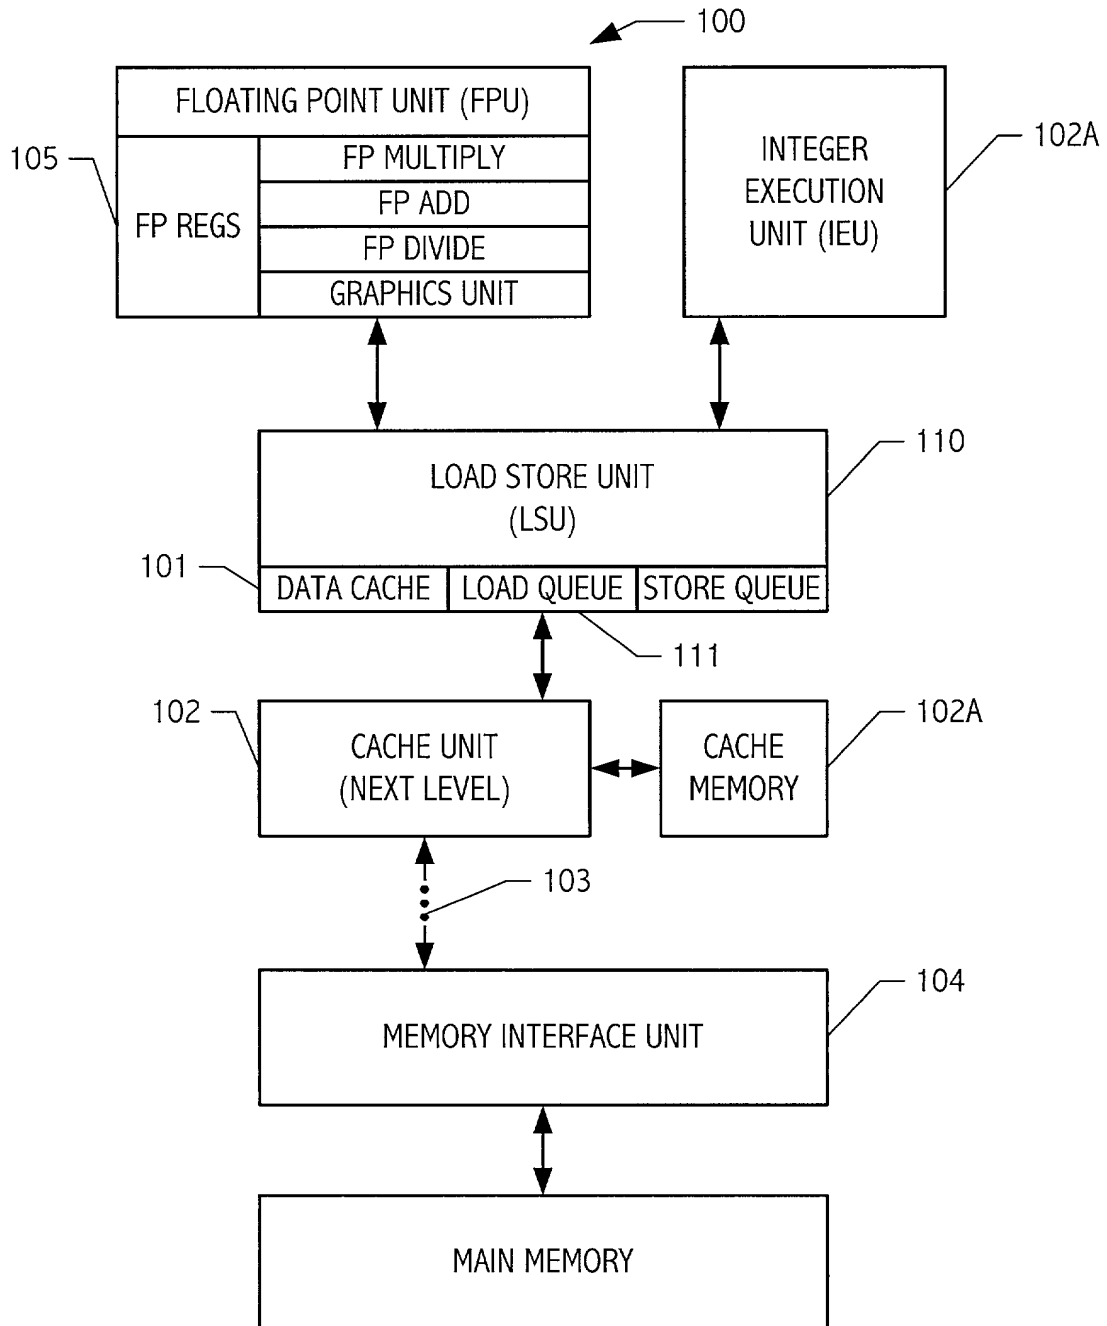 100
FLOATING POINT UNIT (FPU)
105
FP REGS
FP MULTIPLY
FP ADD
FP DIVIDE
GRAPHICS UNIT
INTEGER
EXECUTION
UNIT (IEU)
102A
LOAD STORE UNIT
(LSU)
110
101
DATA CACHE
LOAD QUEUE
STORE QUEUE
111
102
CACHE UNIT
(NEXT LEVEL)
CACHE
MEMORY
102A
103
MEMORY INTERFACE UNIT
104
MAIN MEMORY